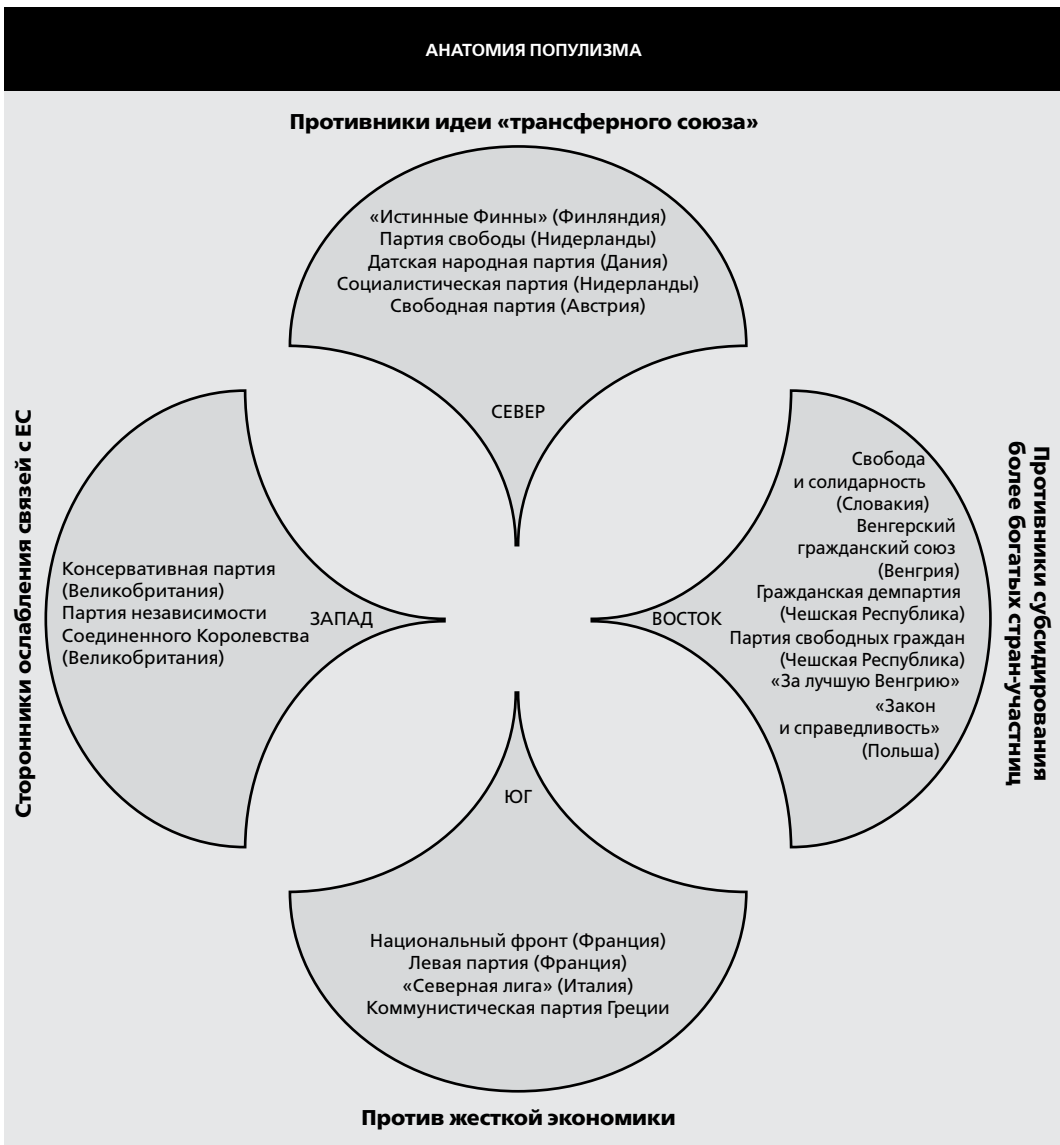 АНАТОМИЯ ПОПУЛИЗМА
Противники идеи «трансферного союза»
«Истинные Финны» (Финляндия)
Партия свободы (Нидерланды)
Датская народная партия (Дания)
Социалистическая партия (Нидерланды)
Свободная партия (Австрия)
СЕВЕР
Сторонники ослабления связей с ЕС
Консервативная партия
(Великобритания)
Партия независимости
Соединенного Королевства
(Великобритания)
ЗАПАД
ВОСТОК
Свобода
и солидарность
(Словакия)
Венгерский
гражданский союз
(Венгрия)
Гражданская демпартия
(Чешская Республика)
Партия свободных граждан
(Чешская Республика)
«За лучшую Венгрию»
«Закон
и справедливость»
(Польша)
Противники субсидирования
более богатых стран-участниц
ЮГ
Национальный фронт (Франция)
Левая партия (Франция)
«Северная лига» (Италия)
Коммунистическая партия Греции
Против жесткой экономики